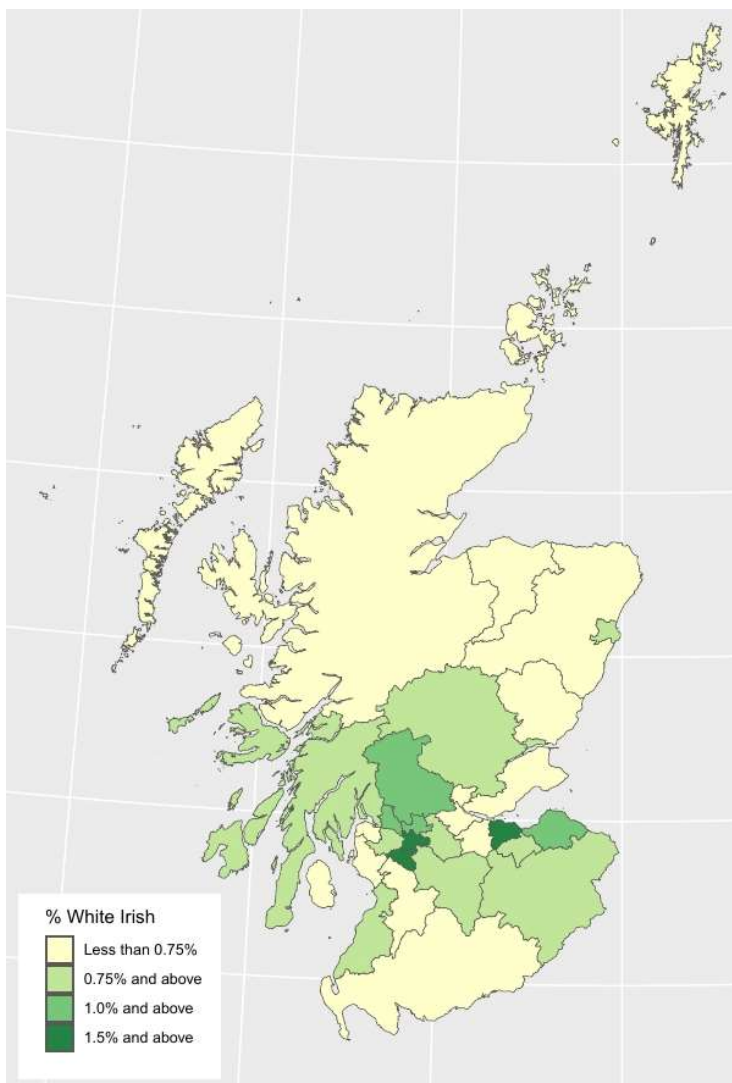 % White Irish
Less than 0.75%
0.75% and above
1.0% and above
1.5% and above